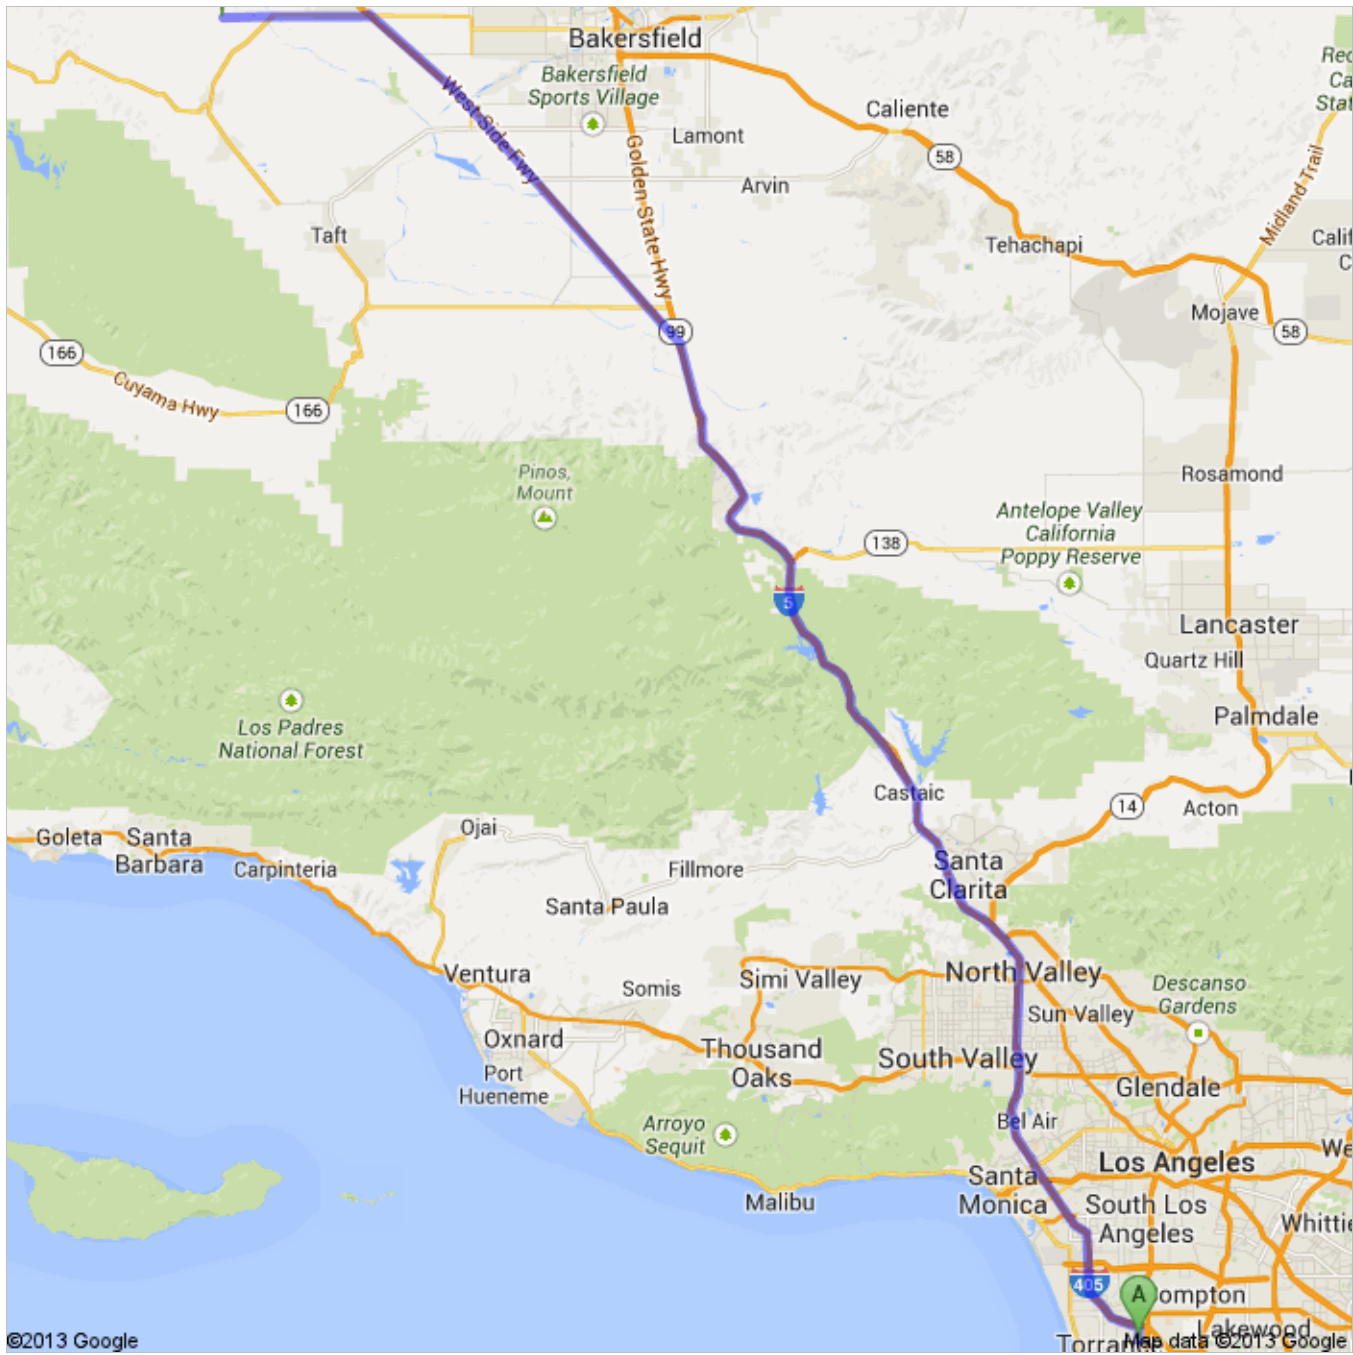 Bakersfield
Bakersfield
Sports Village
Caliente
Lamont
Arvin
58
West Side Fwy
Golden State Hwy
Midland Trail
Taft
Tehachapi
Mojave
58
99
166
Cuyama Hwy
166
Pinos,
Mount
Rosamond
Antelope Valley
California
Poppy Reserve
138
5
Lancaster
Quartz Hill
Los Padres
National Forest
Palmdale
Castaic
14
Acton
Goleta
Santa
Barbara
Carpinteria
Ojai
Fillmore
Santa
Clarita
Santa Paula
Ventura
Somis
Simi Valley
North Valley
Descanso
Gardens
Sun Valley
Oxnard
Port
Hueneme
Thousand
Oaks
South Valley
Glendale
Arroyo
Sequit
Bel Air
Los Angeles
We
Santa
Monica
Malibu
South Los
Angeles
Whittie
405
A
ompton
Lakewood
Torran
©2013 Google
Map data ©2013 Google